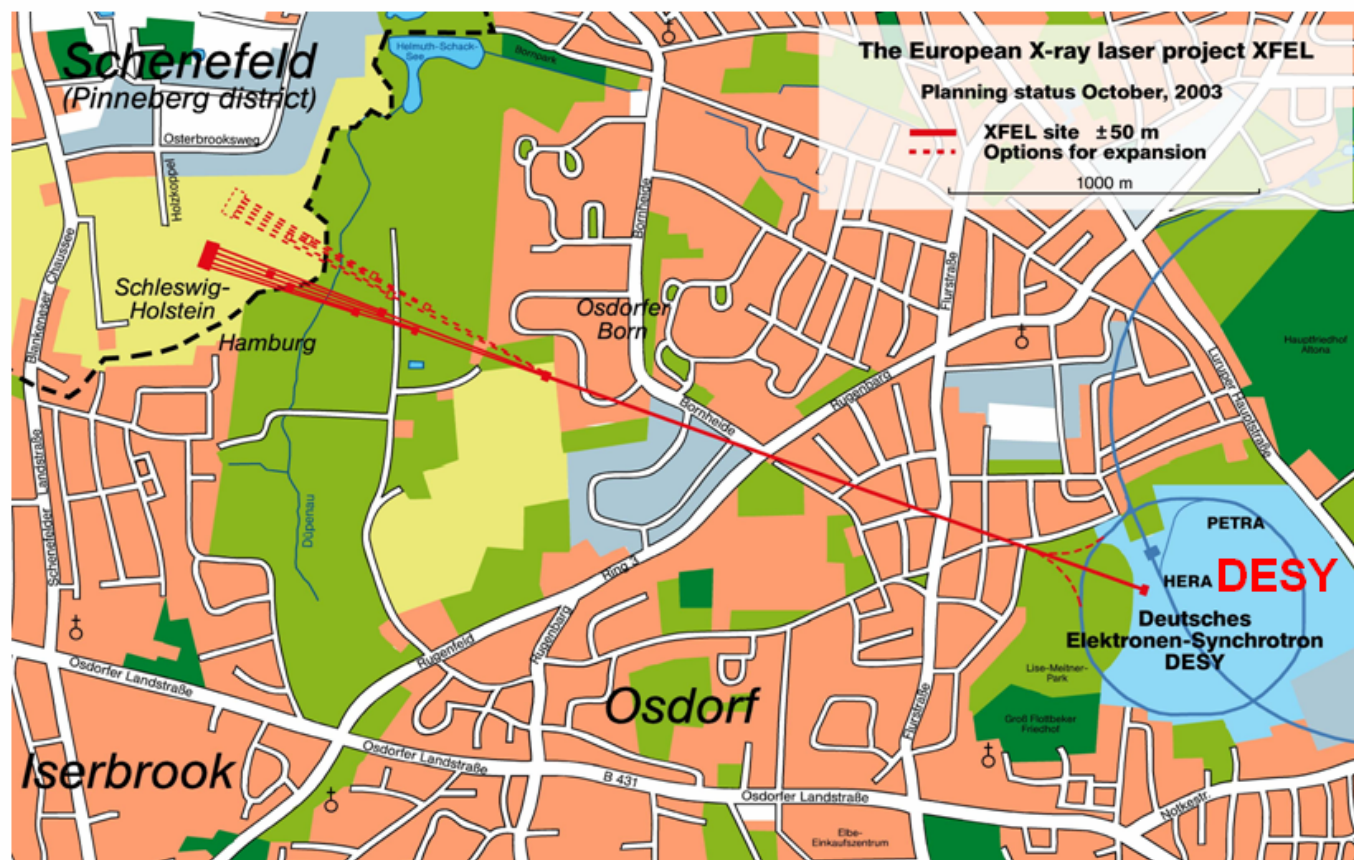 Schenefeld
(Pinneberg district)
Helmuth-Schack-
See
Bornpark
The European X-ray laser project XFEL
Planning status October, 2003
XFEL site ±50 m
Options for expansion
1000 m
Osterbrooksweg
Holzkoppel
Blankeneser Chaussee
Bornheide
Flurstraße
Schleswig-
Holstein
Hamburg
Osdorfer
Born
Hauptfriedhof
Altona
Luruper Hauptstraße
Rugenbarg
Bornheide
Schenefelder Landstraße
Düpenau
PETRA
HERA
DESY
Ring 3
Deutsches
Elektronen-Synchrotron
DESY
Rugenfeld
Rugenbarg
Lise-Meitner-
Park
Osdorfer Landstraße
Osdorf
Flurstraße
Groß Flottbeker
Friedhof
Iserbrook
Osdorfer Landstraße
B 431
Osdorfer Landstraße
Notkestr.
Elbe-
Einkaufszentrum